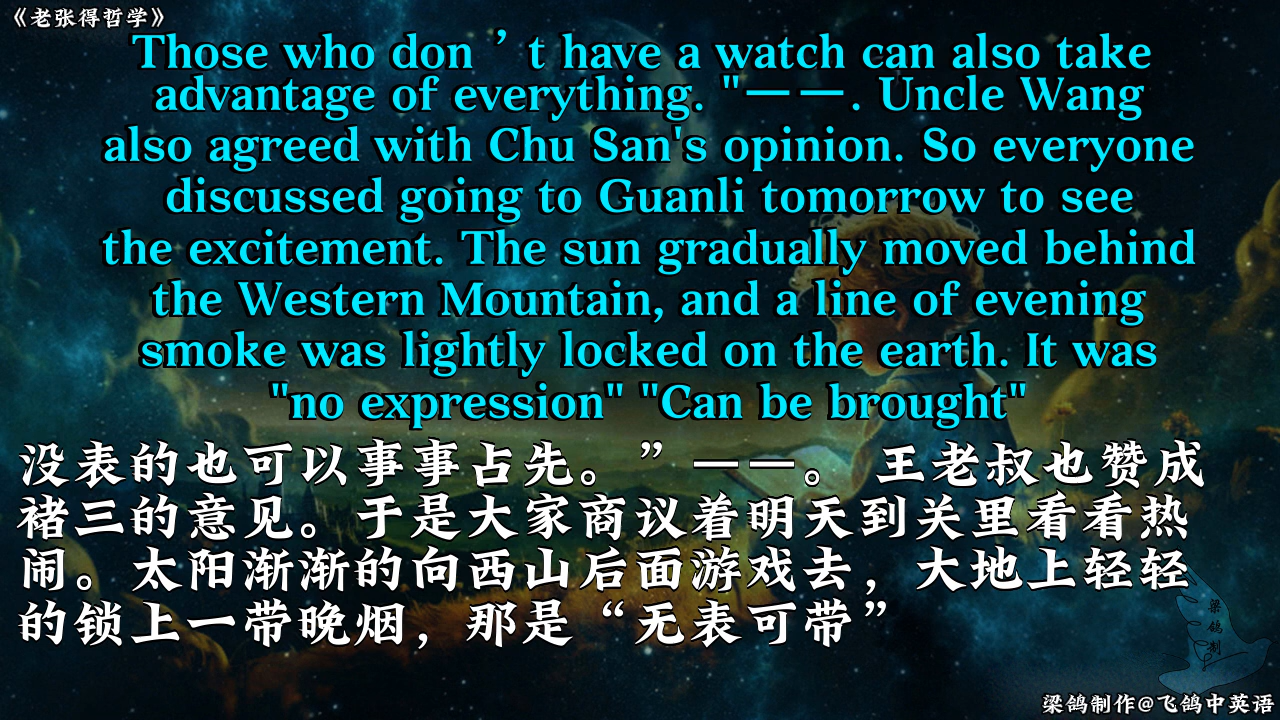 《老张得哲学》
Those who don ’ t have a watch can also take
advantage of everything. "——. Uncle Wang
also agreed with Chu San's opinion. So everyone
discussed going to Guanli tomorrow to see
the excitement. The sun gradually moved behind
the Western Mountain, and a line of evening
smoke was lightly locked on the earth. It was
"no expression" "Can be brought"
没表的也可以事事占先。”——。 王老叔也赞成
褚三的意见。于是大家商议着明天到关里看看热
闹。太阳渐渐的向西山后面游戏去，大地上轻轻
的锁上一带晚烟，那是“无表可带”
梁鸽制
梁鸽制作@飞鸽中英语